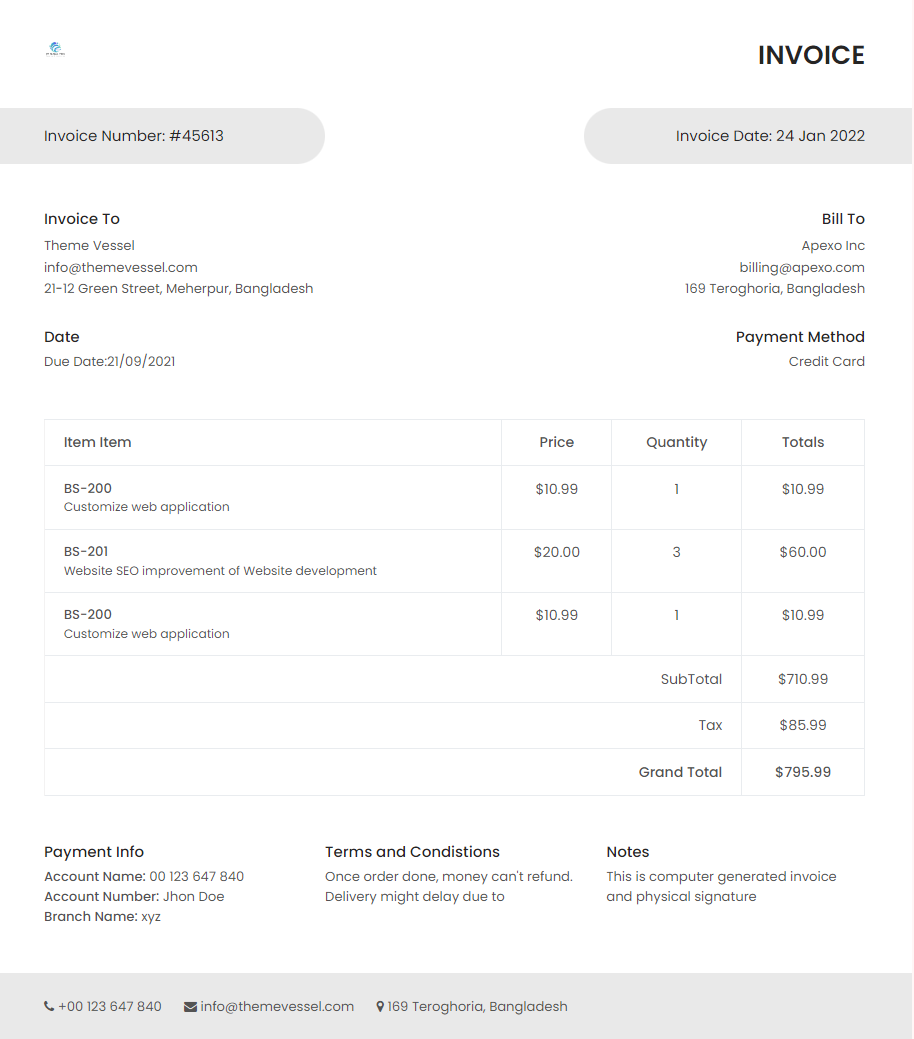 INVOICE
Invoice Number: #45613
Invoice Date: 24 Jan 2022
Invoice To
Theme Vessel
info@themevessel.com
21-12 Green Street, Meherpur, Bangladesh
Bill To
Apexo Inc
billing@apexo.com
169 Teroghoria, Bangladesh
Date
Due Date:21/09/2021
Payment Method
Credit Card
Item Item Price Quantity Totals
BS-200 $10.99 1 $10.99
Customize web application
BS-201 $20.00 3 $60.00
Website SEO improvement of Website development
BS-200 $10.99 1 $10.99
Customize web application
SubTotal $710.99
Tax $85.99
Grand Total $795.99
Payment Info
Account Name: 00 123 647 840
Account Number: Jhon Doe
Branch Name: xyz
Terms and Condistions
Once order done, money can't refund.
Delivery might delay due to
Notes
This is computer generated invoice
and physical signature
+00 123 647 840 info@themevessel.com 169 Teroghoria, Bangladesh